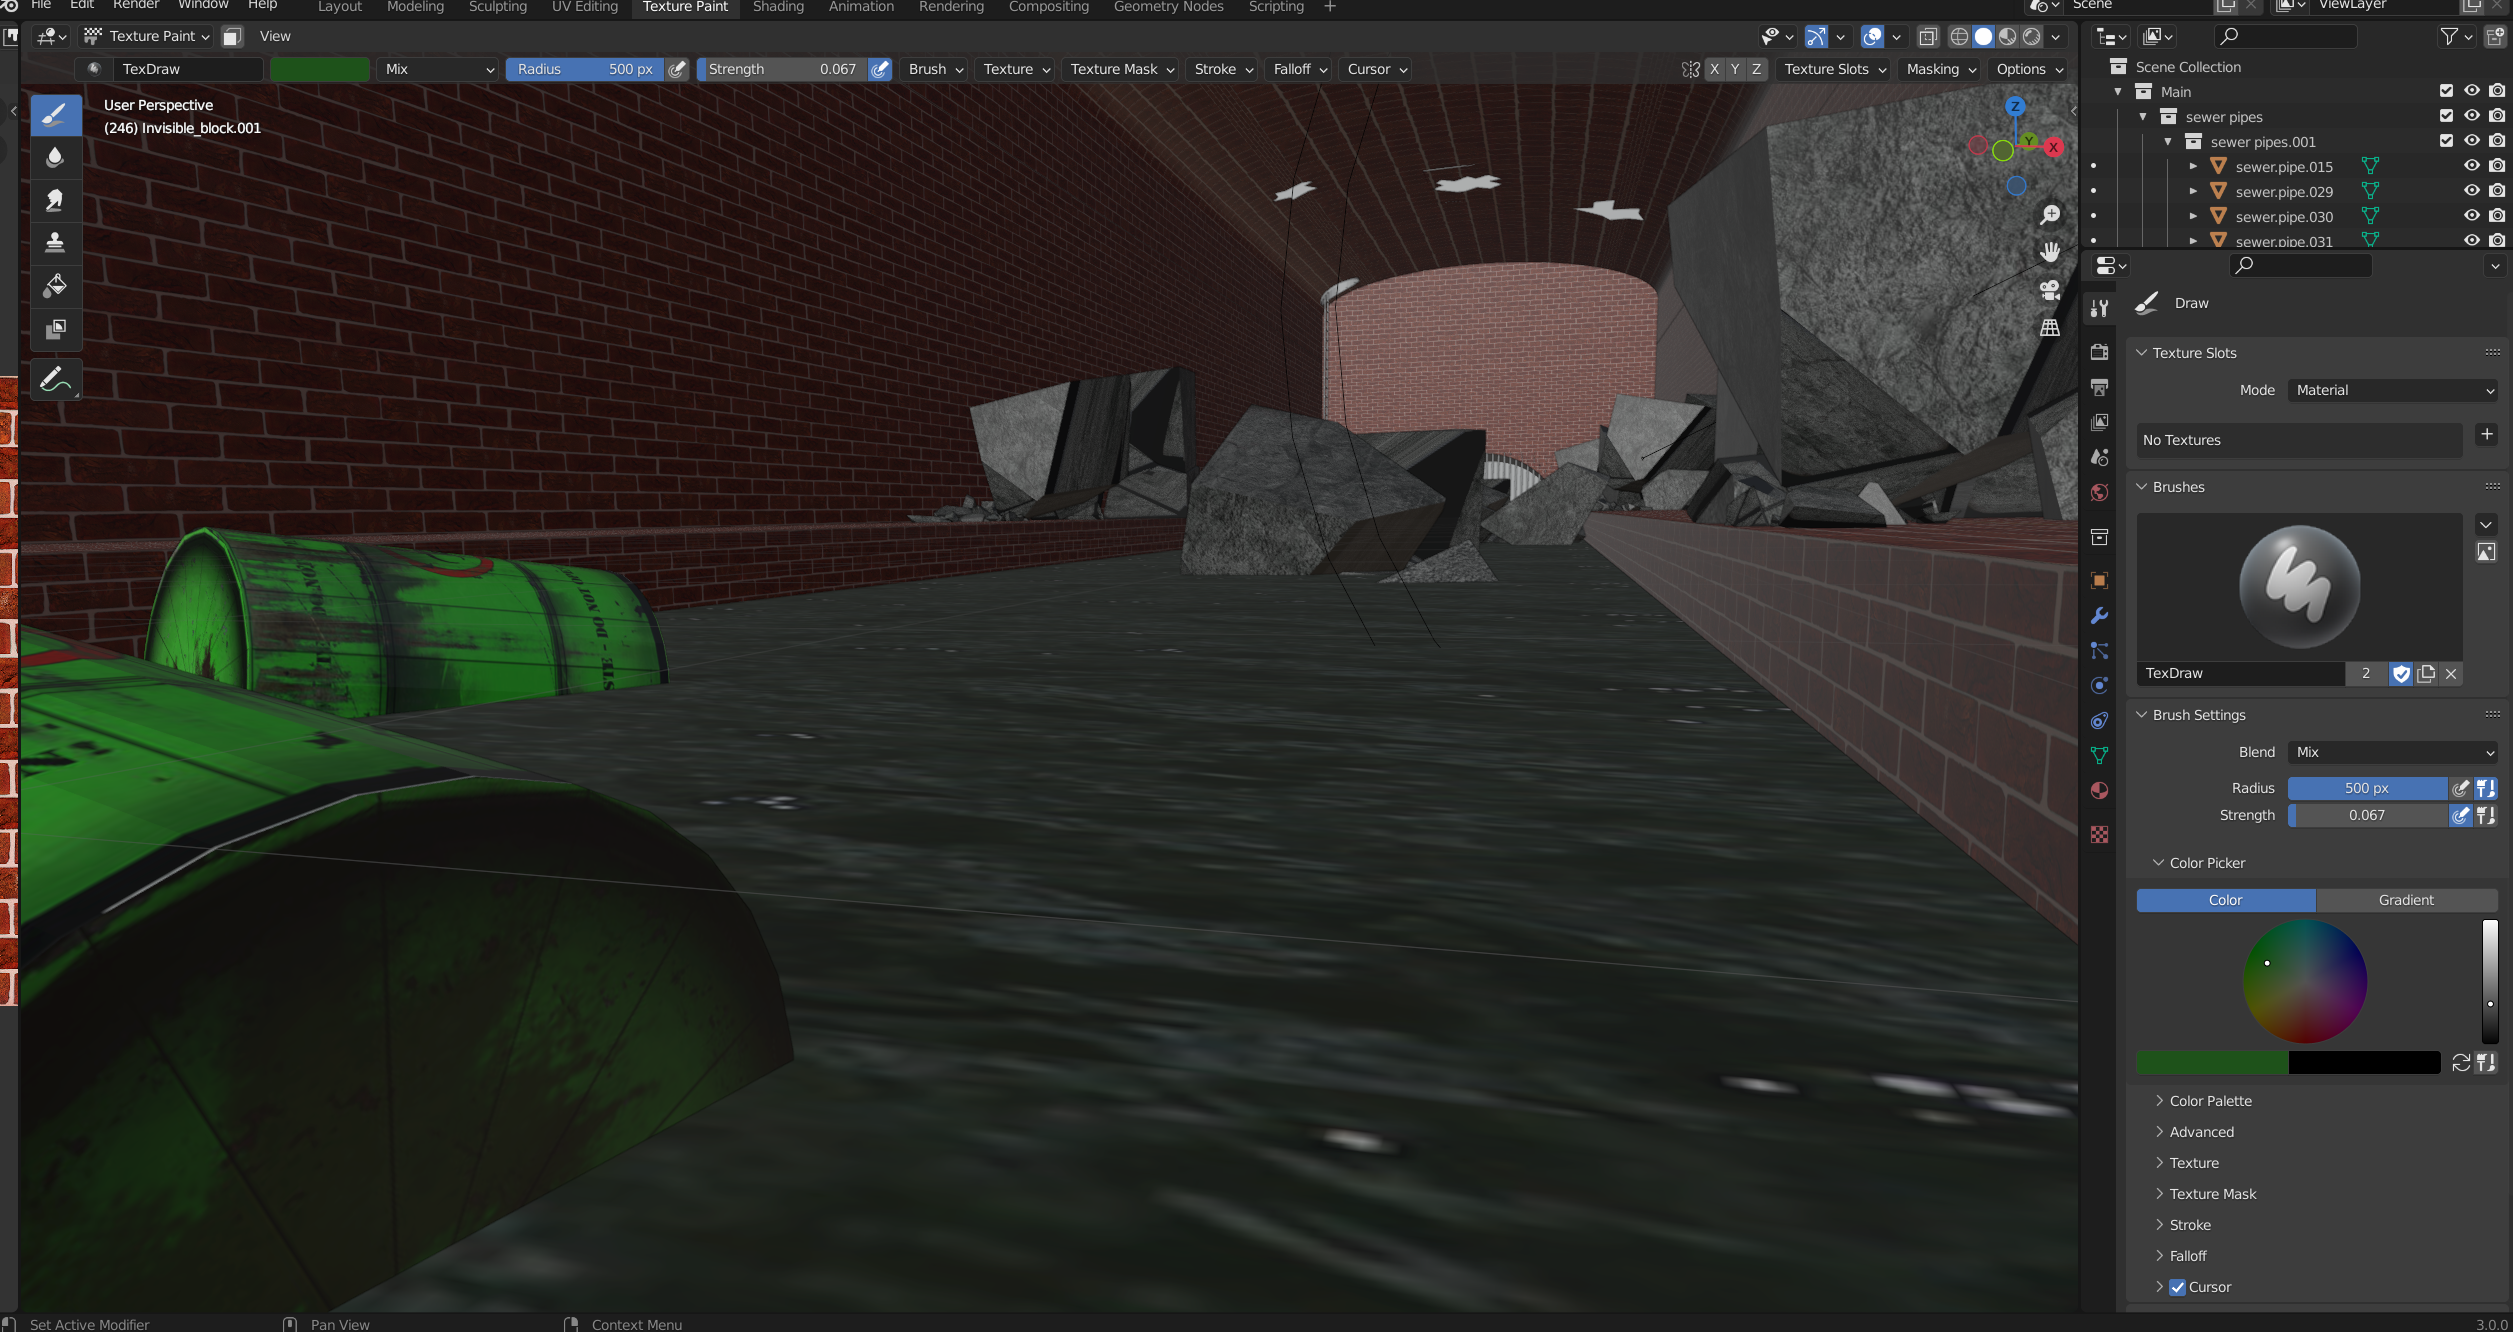 File Edit Render Window Help Layout Modeling Sculpting UV Editing Texture Paint Shading Animation Rendering Compositing Geometry Nodes Scripting + Scene ViewLayer
Texture Paint View
TexDraw Mix Radius 500 px Strength 0.067 Brush Texture Texture Mask Stroke Falloff Cursor X Y Z Texture Slots Masking Options
User Perspective
(246) Invisible_block.001
Z
Y
X
Scene Collection
Main
sewer pipes
sewer pipes.001
sewer.pipe.015
sewer.pipe.029
sewer.pipe.030
sewer.pipe.031
Draw
Texture Slots
Mode Material
No Textures
Brushes
TexDraw 2
Brush Settings
Blend Mix
Radius 500 px
Strength 0.067
Color Picker
Color Gradient
Color Palette
Advanced
Texture
Texture Mask
Stroke
Falloff
Cursor
Set Active Modifier Pan View Context Menu 3.0.0